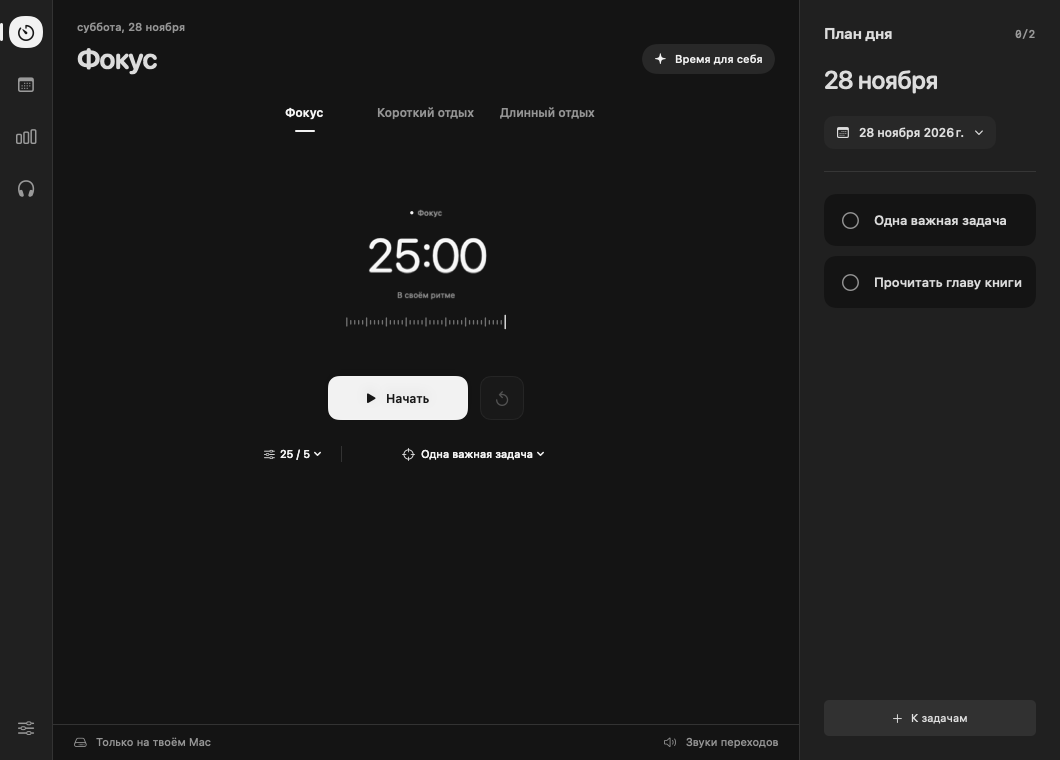 суббота, 28 ноября
Фокус
Время для себя
Фокус
Короткий отдых
Длинный отдых
Фокус
25:00
В своём ритме
Начать
25 / 5
Одна важная задача
Только на твоём Mac
Звуки переходов
План дня
0/2
28 ноября
28 ноября 2026 г.
Одна важная задача
Прочитать главу книги
К задачам